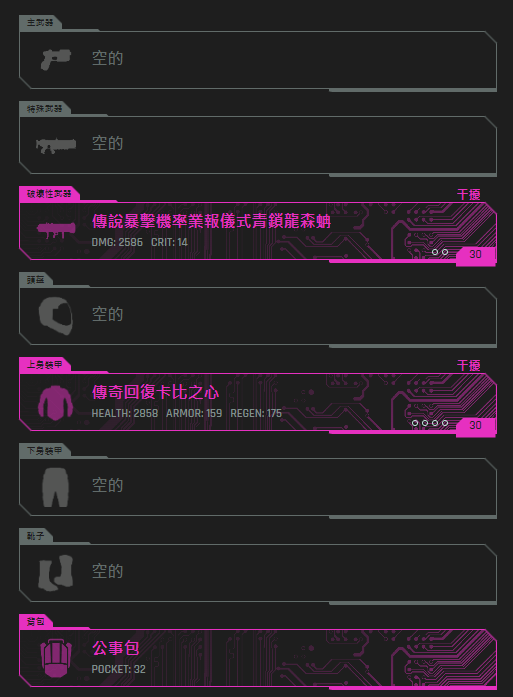 主武器
空的
特殊武器
空的
破壞性武器
干擾
傳說暴擊機率業報儀式青鎖龍森蚺
DMG: 2586 CRIT: 14
30
頭盔
空的
上身裝甲
干擾
傳奇回復卡比之心
HEALTH: 2858 ARMOR: 159 REGEN: 175
30
下身裝甲
空的
靴子
空的
背包
公事包
POCKET: 32